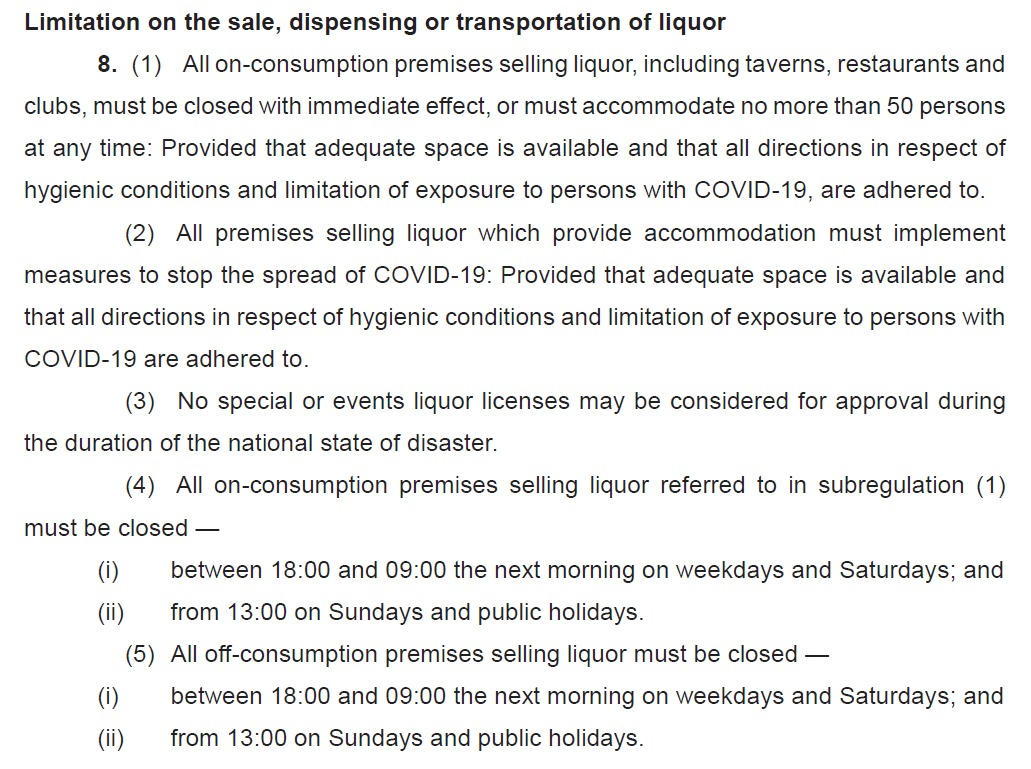 Limitation on the sale, dispensing or transportation of liquor
8. (1) All on-consumption premises selling liquor, including taverns, restaurants and
clubs, must be closed with immediate effect, or must accommodate no more than 50 persons
at any time: Provided that adequate space is available and that all directions in respect of
hygienic conditions and limitation of exposure to persons with COVID-19, are adhered to.
(2) All premises selling liquor which provide accommodation must implement
measures to stop the spread of COVID-19: Provided that adequate space is available and
that all directions in respect of hygienic conditions and limitation of exposure to persons with
COVID-19 are adhered to.
(3) No special or events liquor licenses may be considered for approval during
the duration of the national state of disaster.
(4) All on-consumption premises selling liquor referred to in subregulation (1)
must be closed —
(i) between 18:00 and 09:00 the next morning on weekdays and Saturdays; and
(ii) from 13:00 on Sundays and public holidays.
(5) All off-consumption premises selling liquor must be closed —
(i) between 18:00 and 09:00 the next morning on weekdays and Saturdays; and
(ii) from 13:00 on Sundays and public holidays.